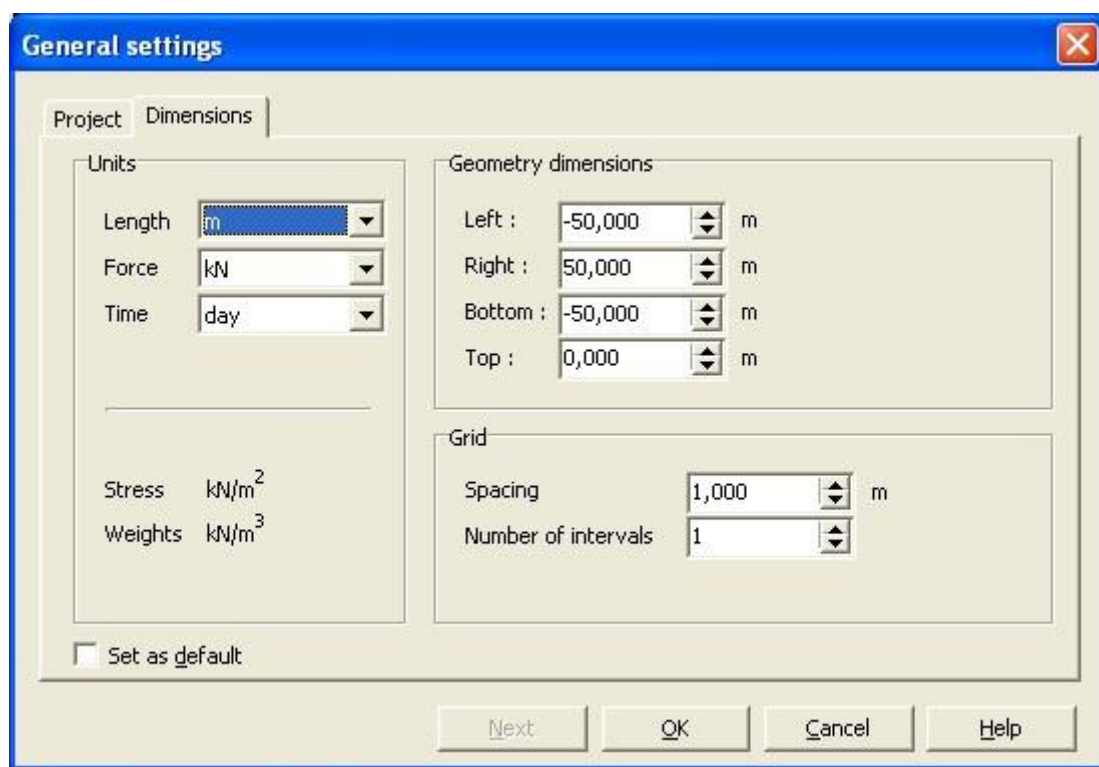 General settings
Project Dimensions
Units
Length m
Force kN
Time day
Stress kN/m²
Weights kN/m³
Geometry dimensions
Left : -50,000 m
Right : 50,000 m
Bottom : -50,000 m
Top : 0,000 m
Grid
Spacing 1,000 m
Number of intervals 1
Set as default
Next OK Cancel Help